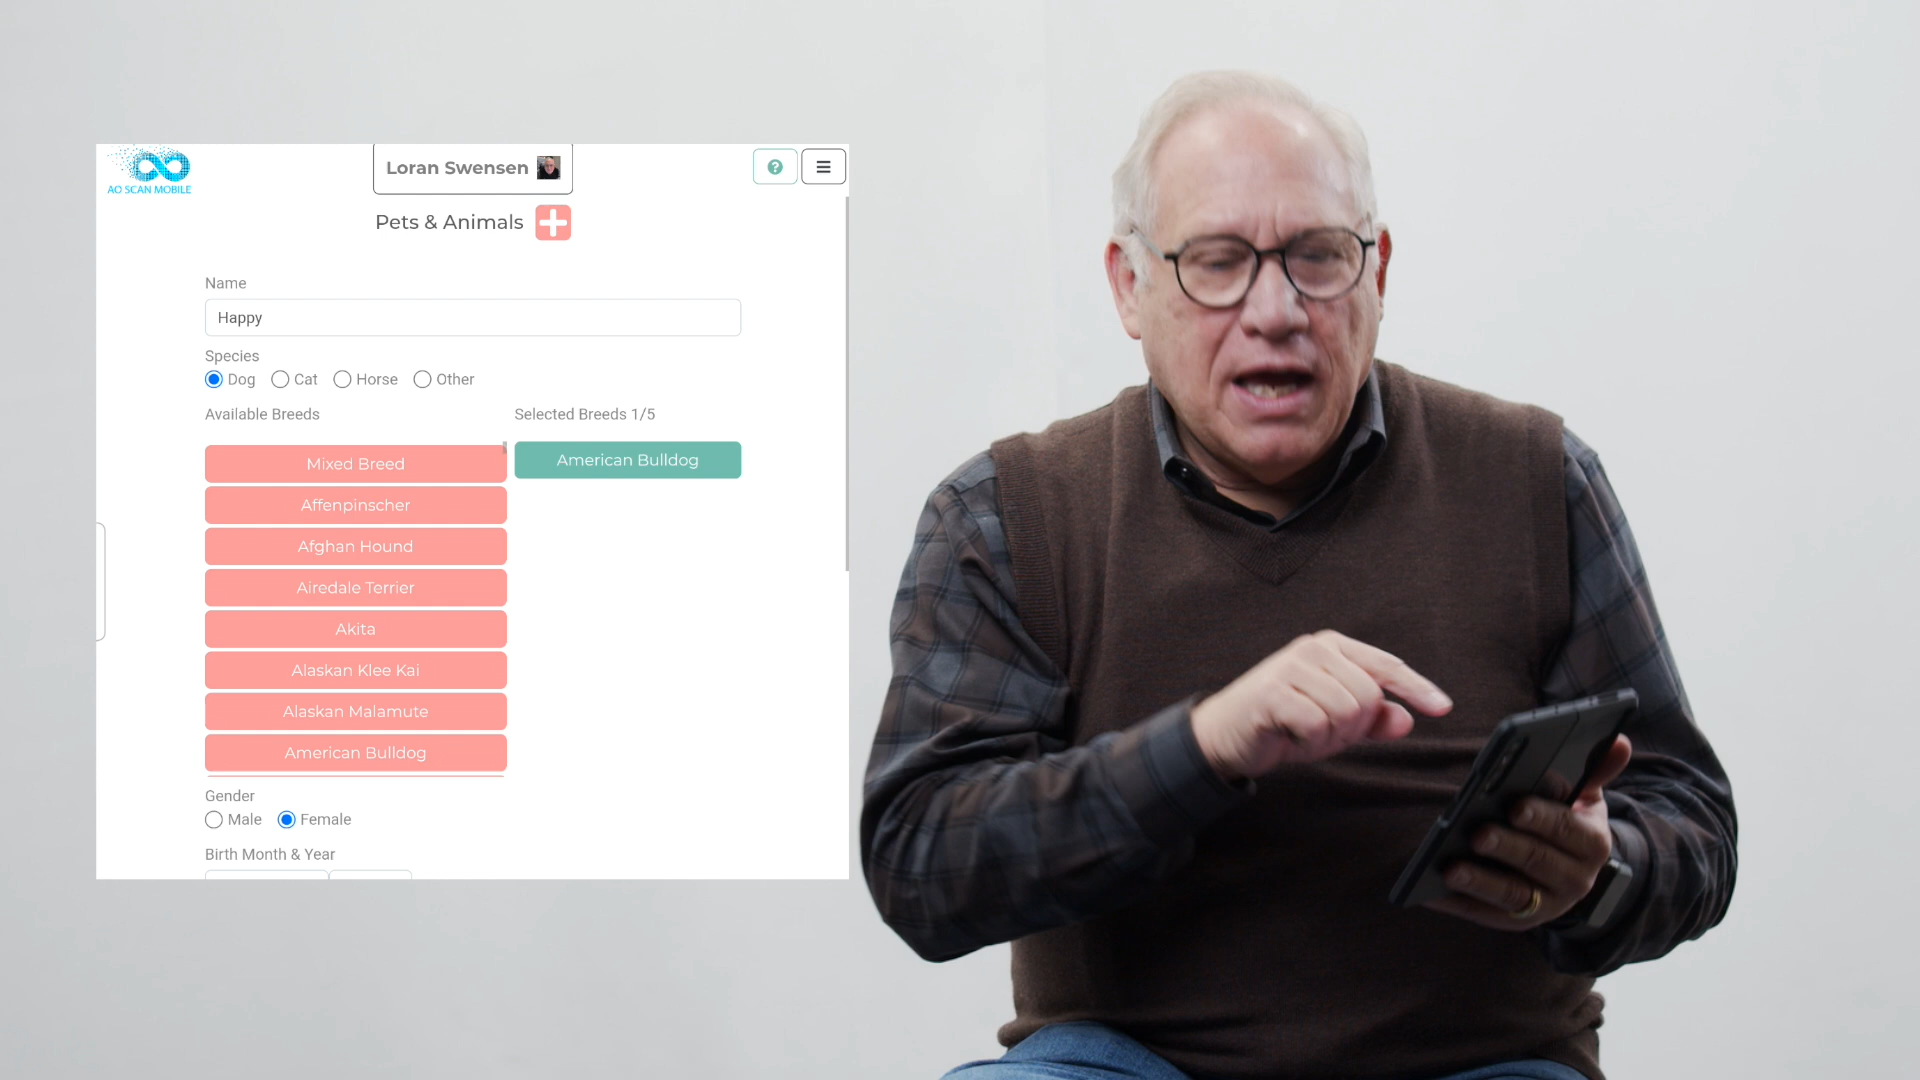 AO SCAN MOBILE
Loran Swensen
Pets & Animals
Name
Happy
Species
Dog Cat Horse Other
Available Breeds
Selected Breeds 1/5
Mixed Breed
American Bulldog
Affenpinscher
Afghan Hound
Airedale Terrier
Akita
Alaskan Klee Kai
Alaskan Malamute
American Bulldog
Gender
Male Female
Birth Month & Year